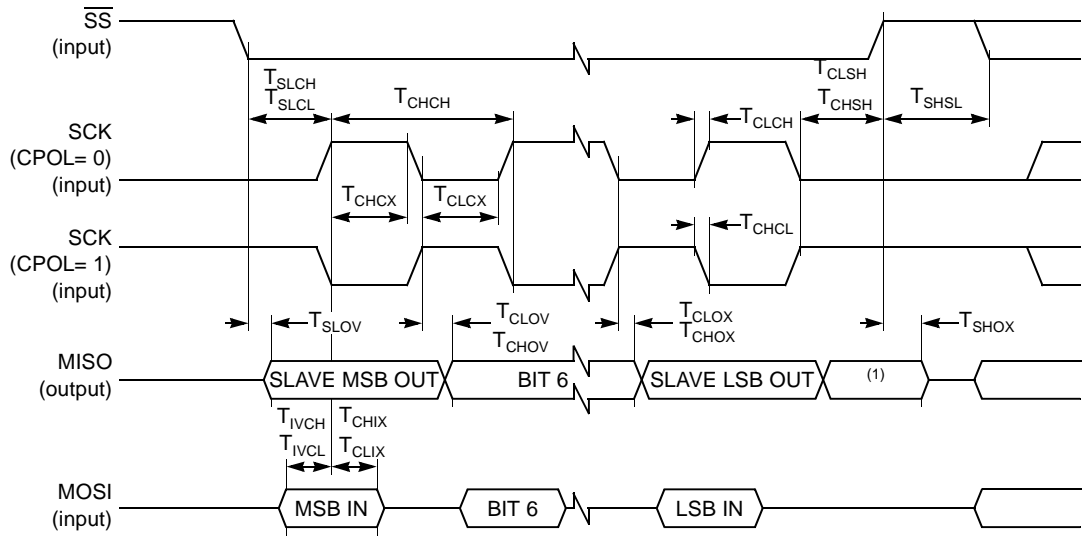 SS
(input)
TSLCH
TSLCL
TCHCH
TCLCH
TCLSH
TCHSH
TSHSL
SCK
(CPOL= 0)
(input)
TCHCX
TCLCX
TCHCL
SCK
(CPOL= 1)
(input)
TSLOV
TCLOV
TCHOV
TCLOX
TCHOX
TSHOX
MISO
(output)
SLAVE MSB OUT
BIT 6
SLAVE LSB OUT
(1)
TIVCH
TIVCL
TCHIX
TCLIX
MOSI
(input)
MSB IN
BIT 6
LSB IN